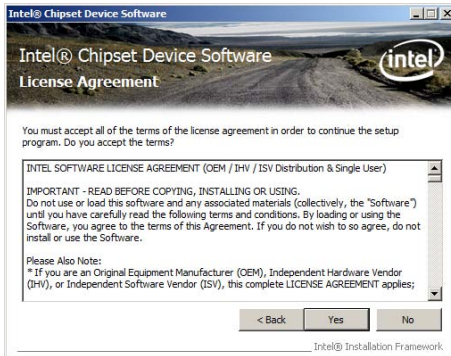 Intel® Chipset Device Software
Intel® Chipset Device Software
intel
License Agreement
You must accept all of the terms of the license agreement in order to continue the setup
program. Do you accept the terms?
INTEL SOFTWARE LICENSE AGREEMENT (OEM / IHV / ISV Distribution & Single User)
IMPORTANT - READ BEFORE COPYING, INSTALLING OR USING.
Do not use or load this software and any associated materials (collectively, the "Software")
until you have carefully read the following terms and conditions. By loading or using the
Software, you agree to the terms of this Agreement. If you do not wish to so agree, do not
install or use the Software.
Please Also Note:
* If you are an Original Equipment Manufacturer (OEM), Independent Hardware Vendor
(IHV), or Independent Software Vendor (ISV), this complete LICENSE AGREEMENT applies;
< Back Yes No
Intel® Installation Framework